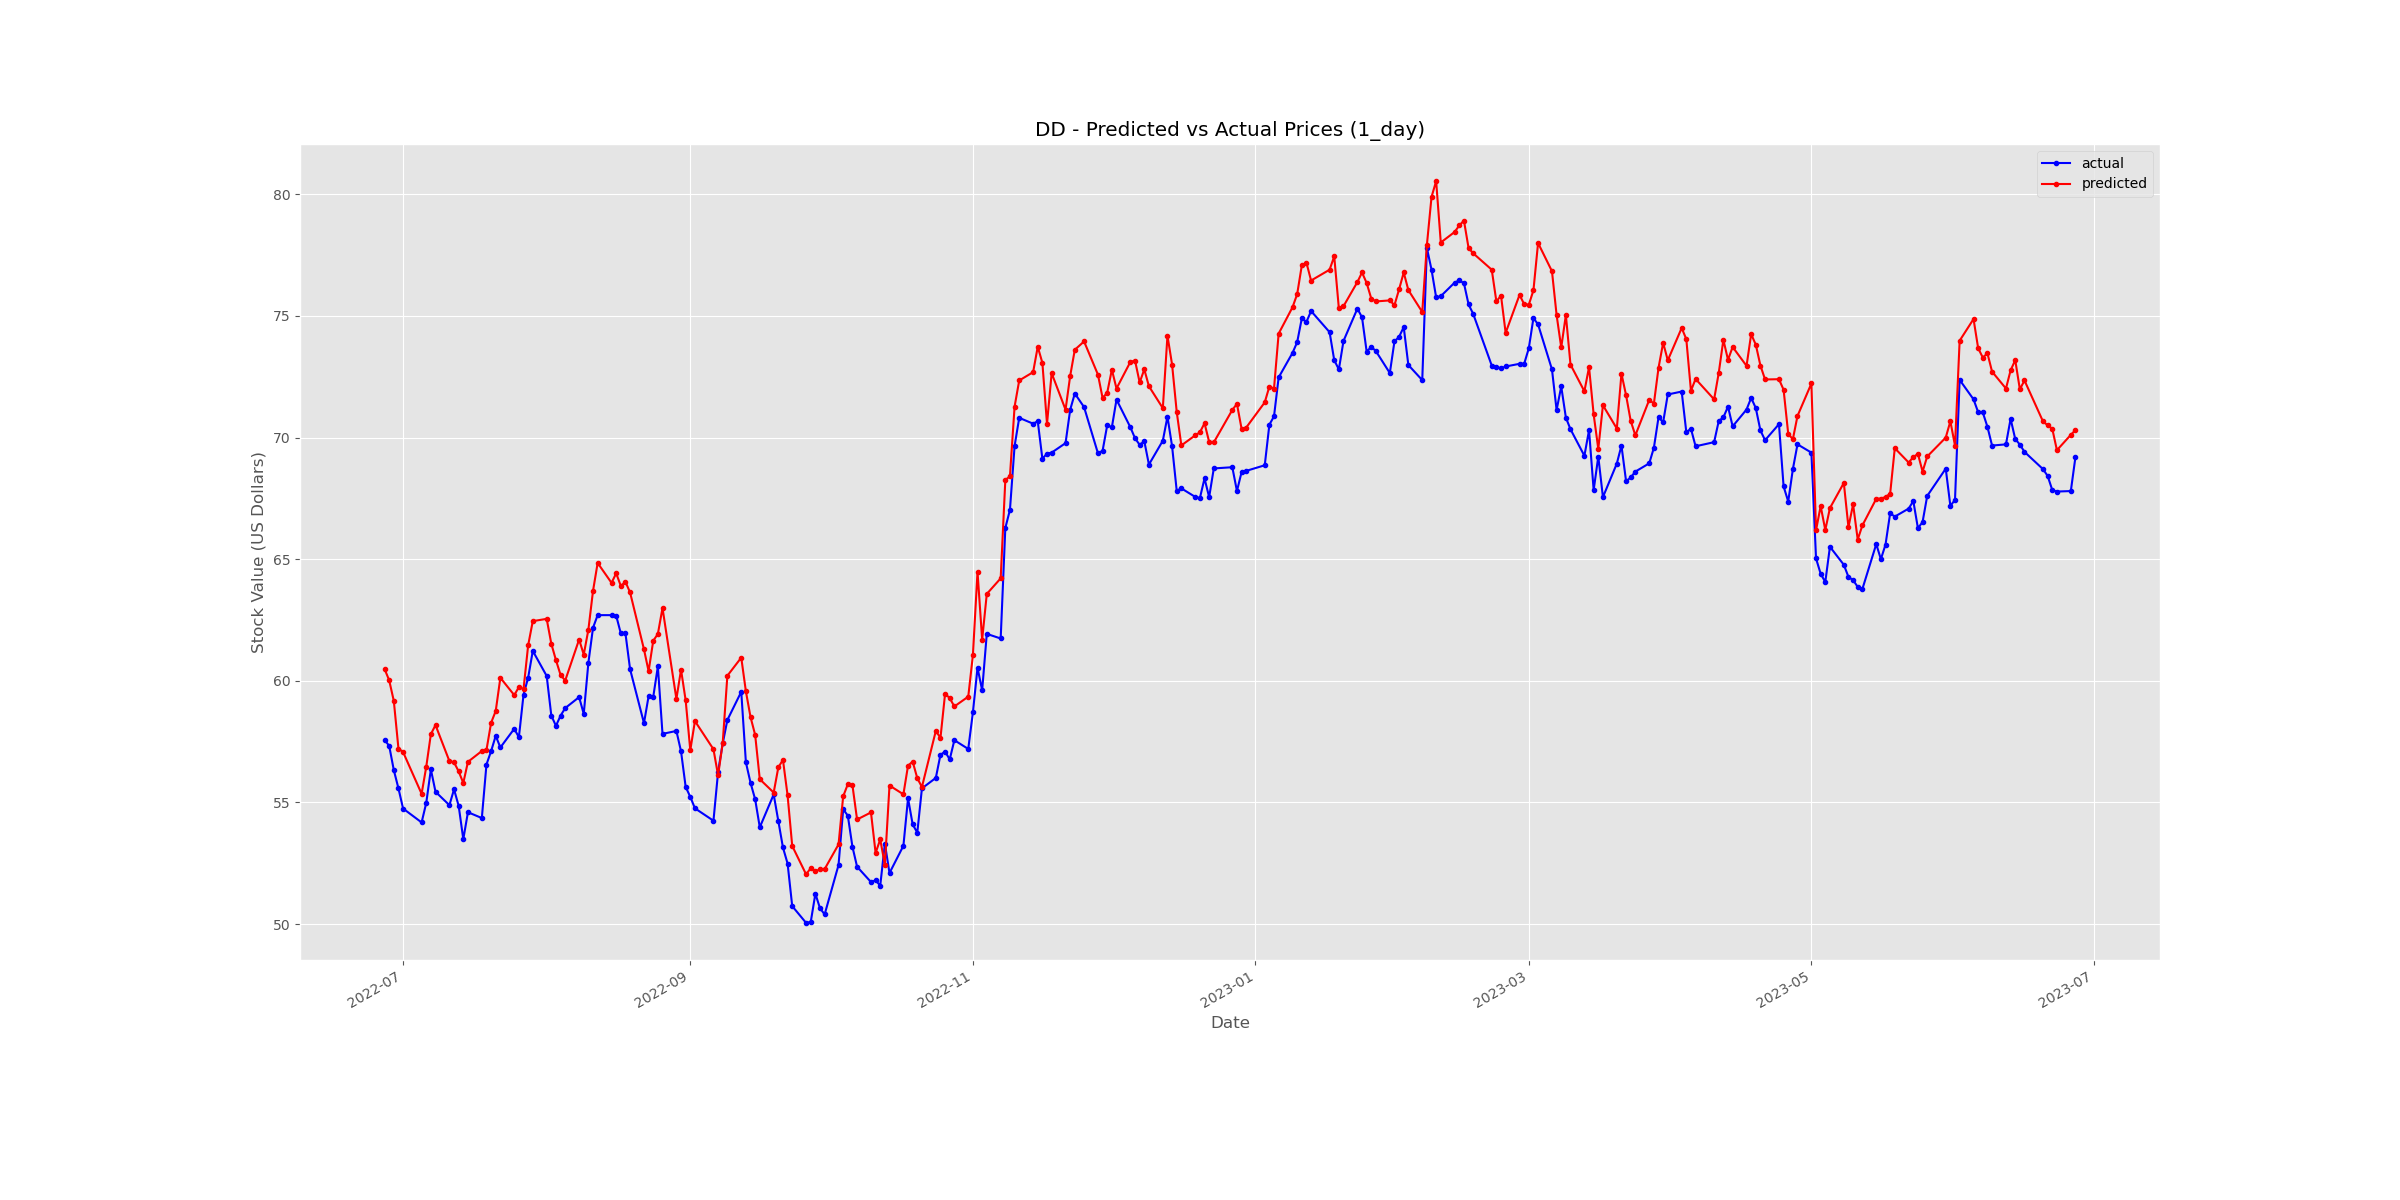 DD - Predicted vs Actual Prices (1_day)
actual
predicted
80
75
70
65
60
55
50
Stock Value (US Dollars)
2022-07
2022-09
2022-11
2023-01
2023-03
2023-05
2023-07
Date